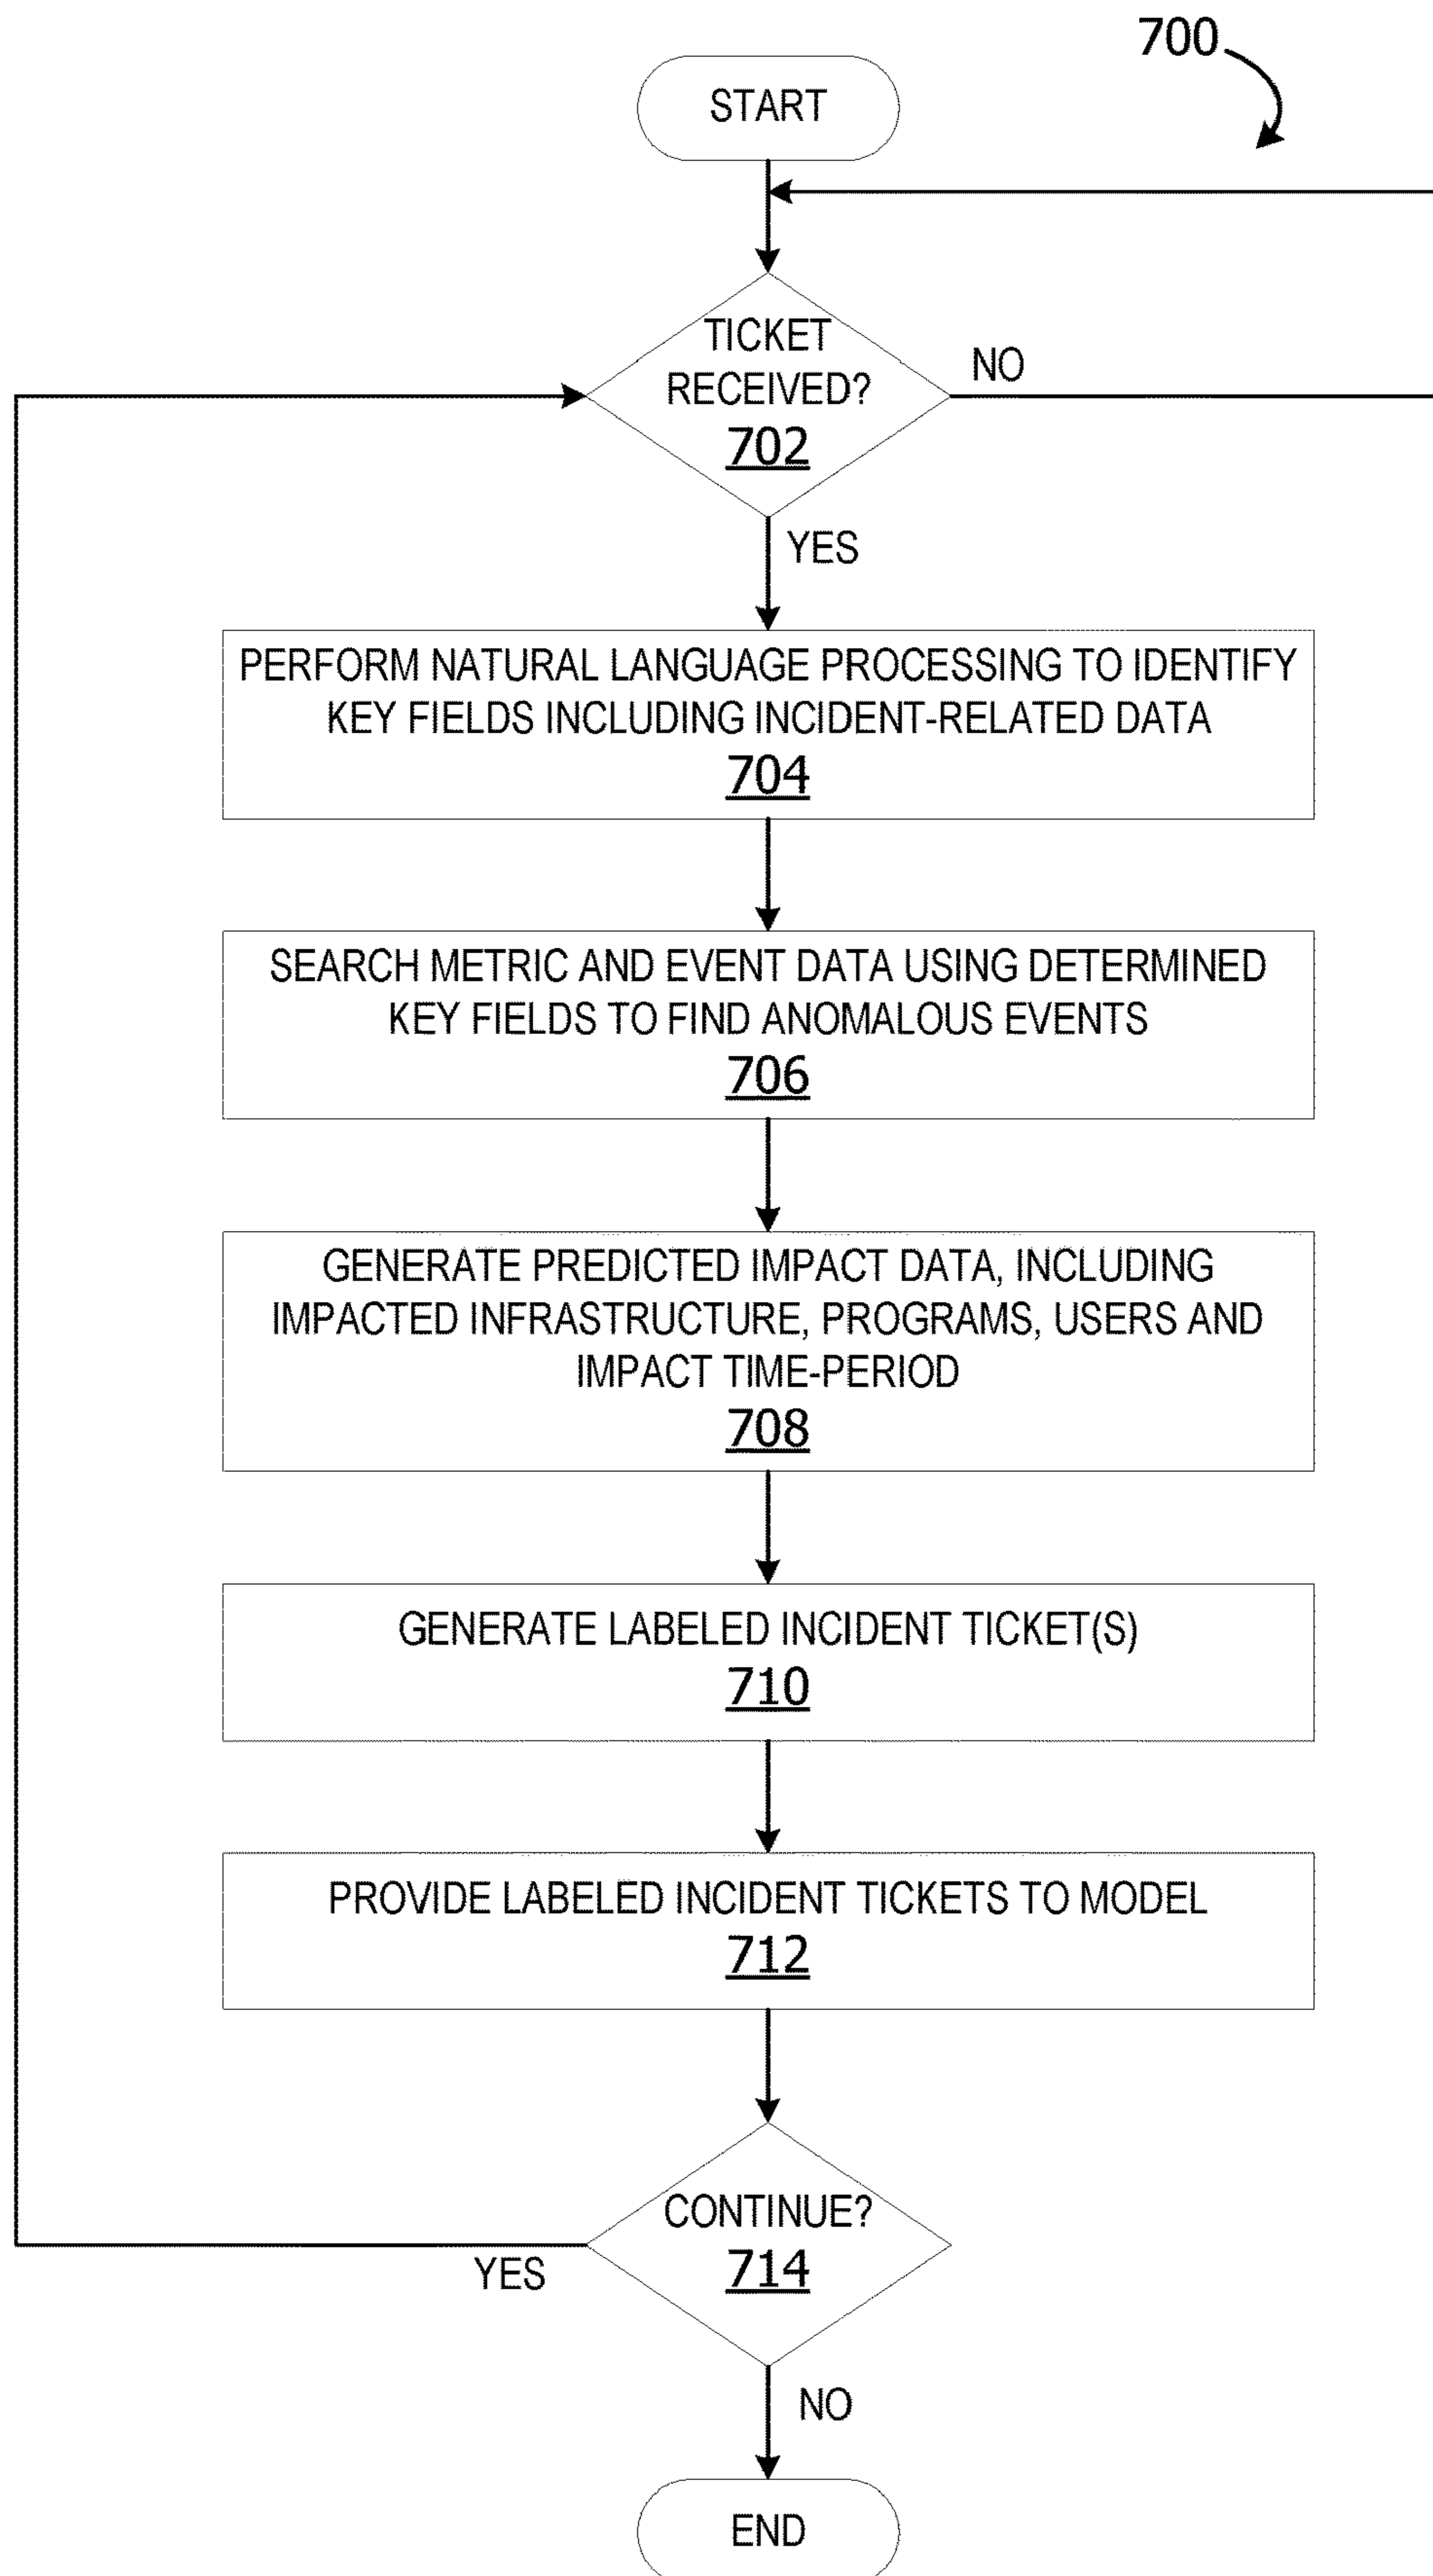 700
START
TICKET
RECEIVED?
702
NO
YES
PERFORM NATURAL LANGUAGE PROCESSING TO IDENTIFY
KEY FIELDS INCLUDING INCIDENT-RELATED DATA
704
SEARCH METRIC AND EVENT DATA USING DETERMINED
KEY FIELDS TO FIND ANOMALOUS EVENTS
706
GENERATE PREDICTED IMPACT DATA, INCLUDING
IMPACTED INFRASTRUCTURE, PROGRAMS, USERS AND
IMPACT TIME-PERIOD
708
GENERATE LABELED INCIDENT TICKET(S)
710
PROVIDE LABELED INCIDENT TICKETS TO MODEL
712
CONTINUE?
714
YES
NO
END